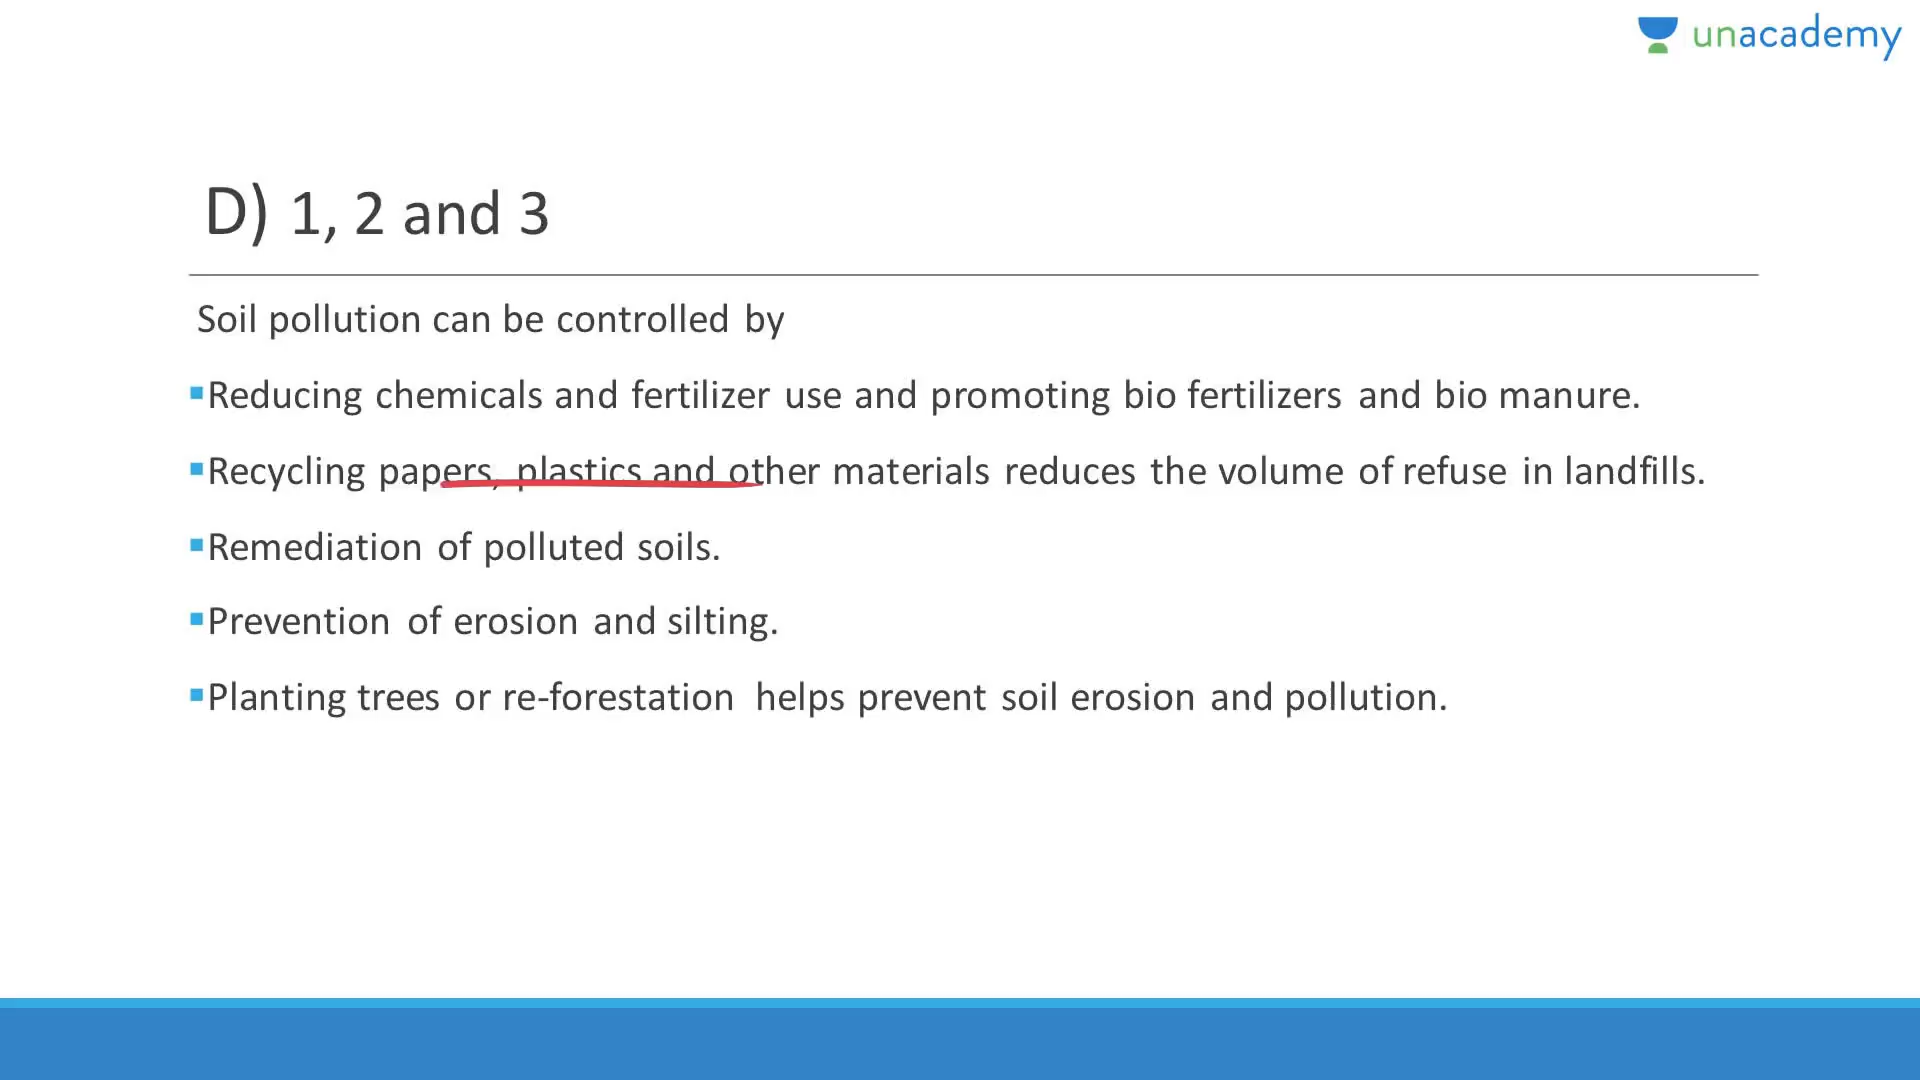 unacademy
D) 1, 2 and 3
Soil pollution can be controlled by
▪Reducing chemicals and fertilizer use and promoting bio fertilizers and bio manure.
▪Recycling papers, plastics and other materials reduces the volume of refuse in landfills.
▪Remediation of polluted soils.
▪Prevention of erosion and silting.
▪Planting trees or re-forestation helps prevent soil erosion and pollution.